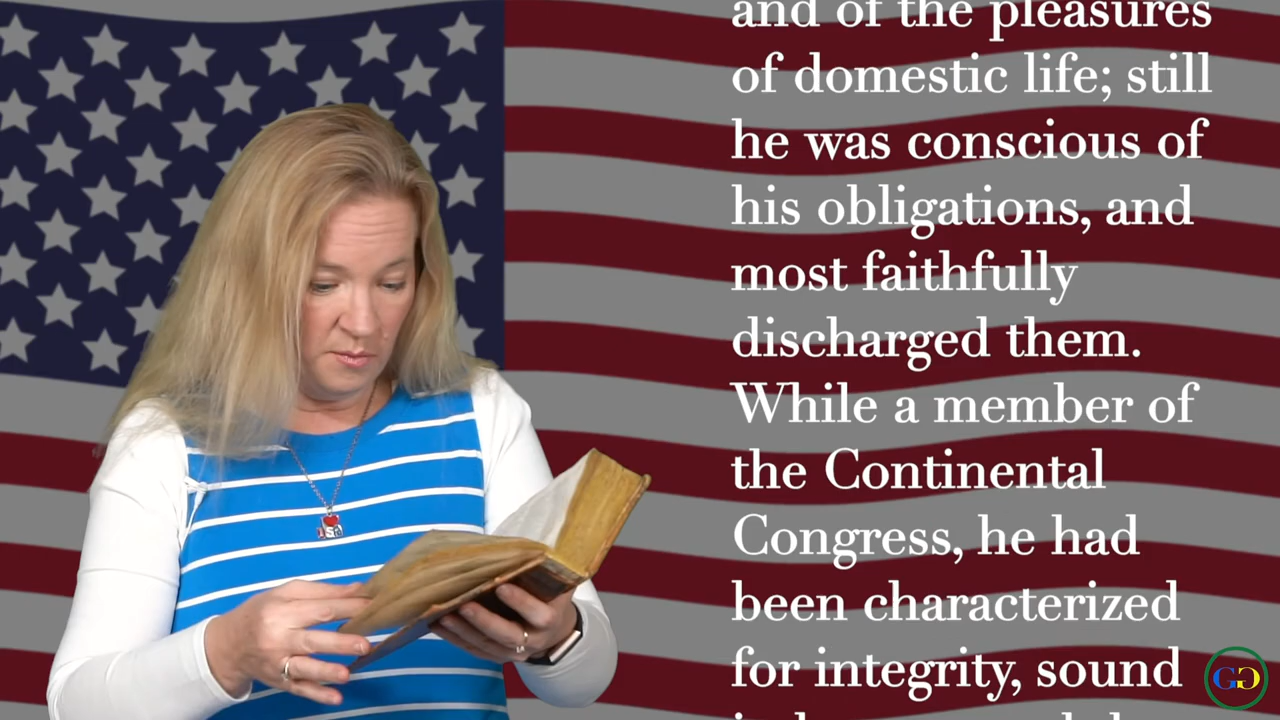 and of the pleasures
of domestic life; still
he was conscious of
his obligations, and
most faithfully
discharged them.
While a member of
the Continental
Congress, he had
been characterized
for integrity, sound
GG